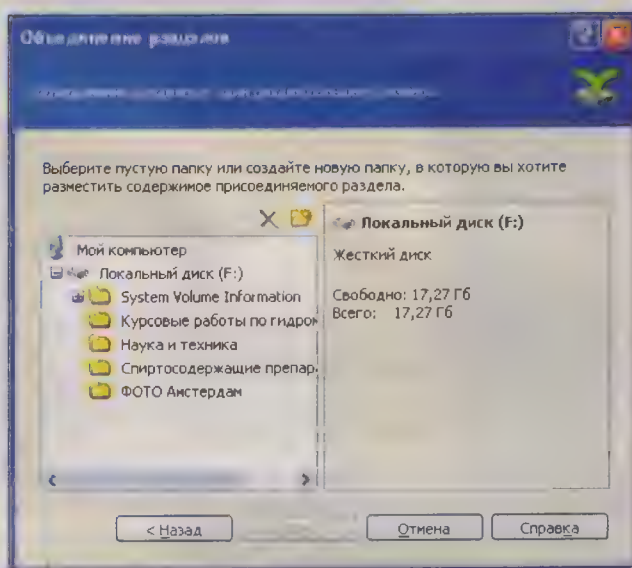 Объединение разделов
Выберите пустую папку или создайте новую папку, в которую вы хотите
разместить содержимое присоединяемого раздела.
Мой компьютер
Локальный диск (F:)
System Volume Information
Курсовые работы по гидро
Наука и техника
Спиртосодержащие препар
ФОТО Амстердам
Локальный диск (F:)
Жесткий диск
Свободно: 17,27 Гб
Всего: 17,27 Гб
< Назад
Отмена
Справка